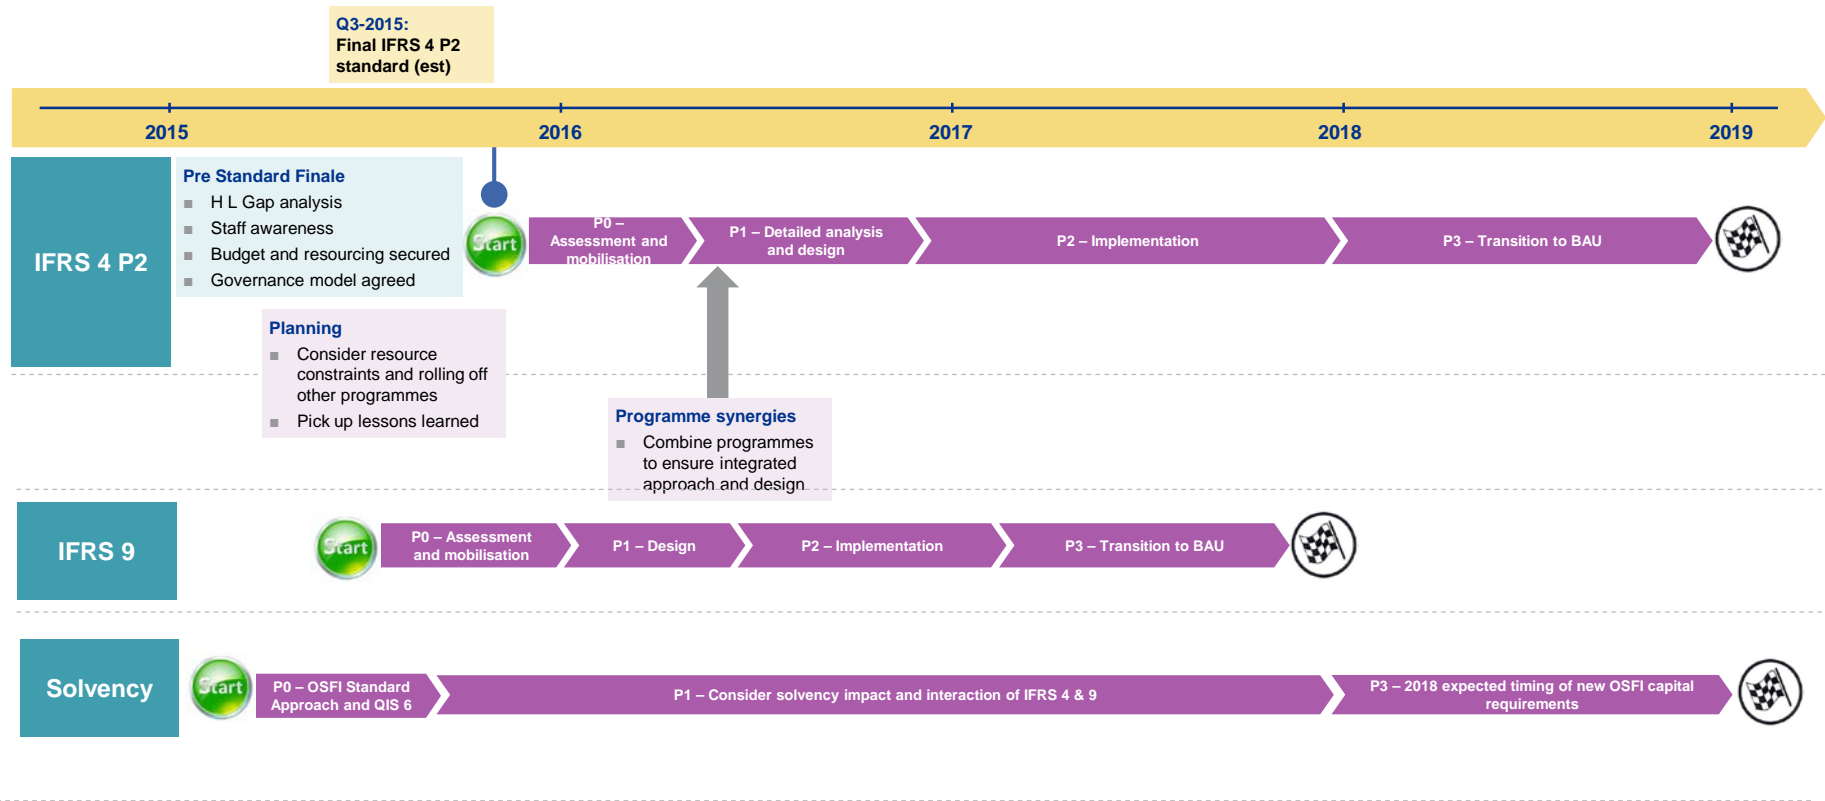 Q3-2015:
Final IFRS 4 P2
standard (est)
2015
2016
2017
2018
2019
IFRS 4 P2
Pre Standard Finale
H L Gap analysis
Staff awareness
Budget and resourcing secured
Governance model agreed
Start
P0 –
Assessment and
mobilisation
P1 – Detailed analysis
and design
P2 – Implementation
P3 – Transition to BAU
Planning
Consider resource
constraints and rolling off
other programmes
Pick up lessons learned
Programme synergies
Combine programmes
to ensure integrated
approach and design
IFRS 9
Start
P0 – Assessment
and mobilisation
P1 – Design
P2 – Implementation
P3 – Transition to BAU
Solvency
Start
P0 – OSFI Standard
Approach and QIS 6
P1 – Consider solvency impact and interaction of IFRS 4 & 9
P3 – 2018 expected timing of new OSFI capital
requirements